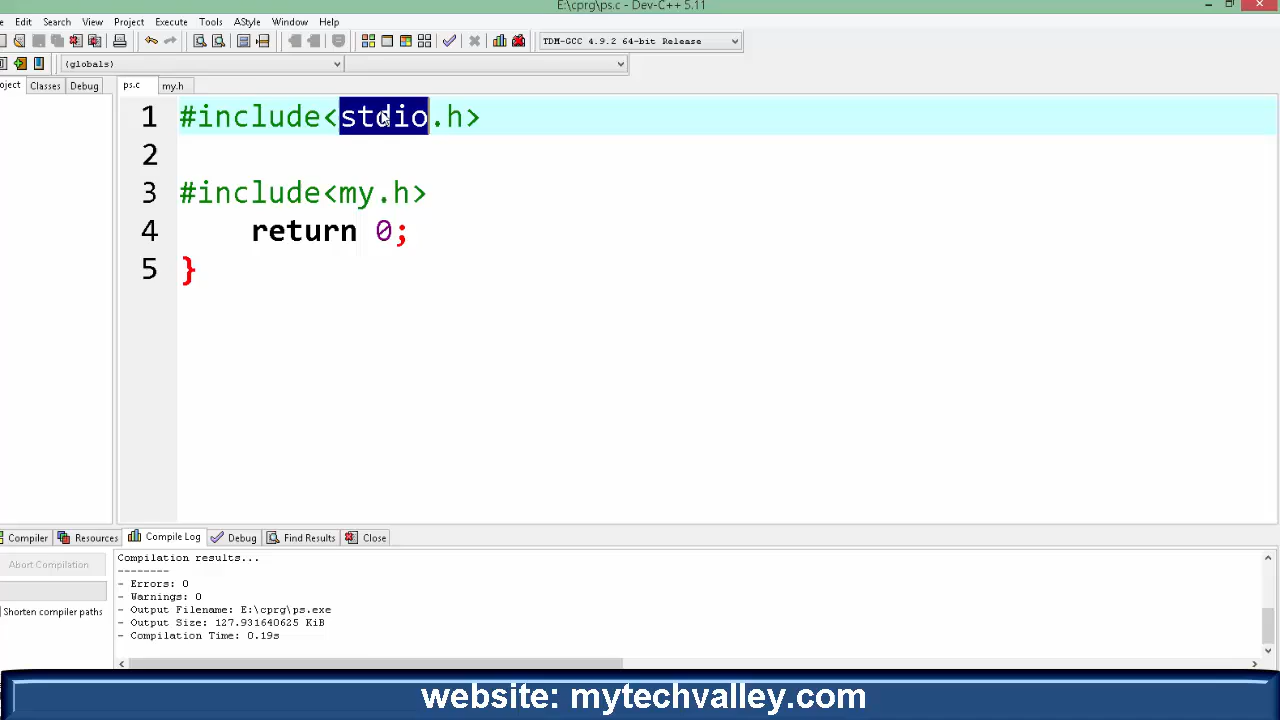 E:\cprg\ps.c - Dev-C++ 5.11
Edit Search View Project Execute Tools AStyle Window Help
TDM-GCC 4.9.2 64-bit Release
(globals)
oject Classes Debug ps.c my.h
1 #include<stdio.h>
2
3 #include<my.h>
4 return 0;
5 }
Compiler Resources Compile Log Debug Find Results Close
Abort Compilation
Shorten compiler paths
Compilation results...
--------
- Errors: 0
- Warnings: 0
- Output Filename: E:\cprg\ps.exe
- Output Size: 127.931640625 KiB
- Compilation Time: 0.19s
website: mytechvalley.com